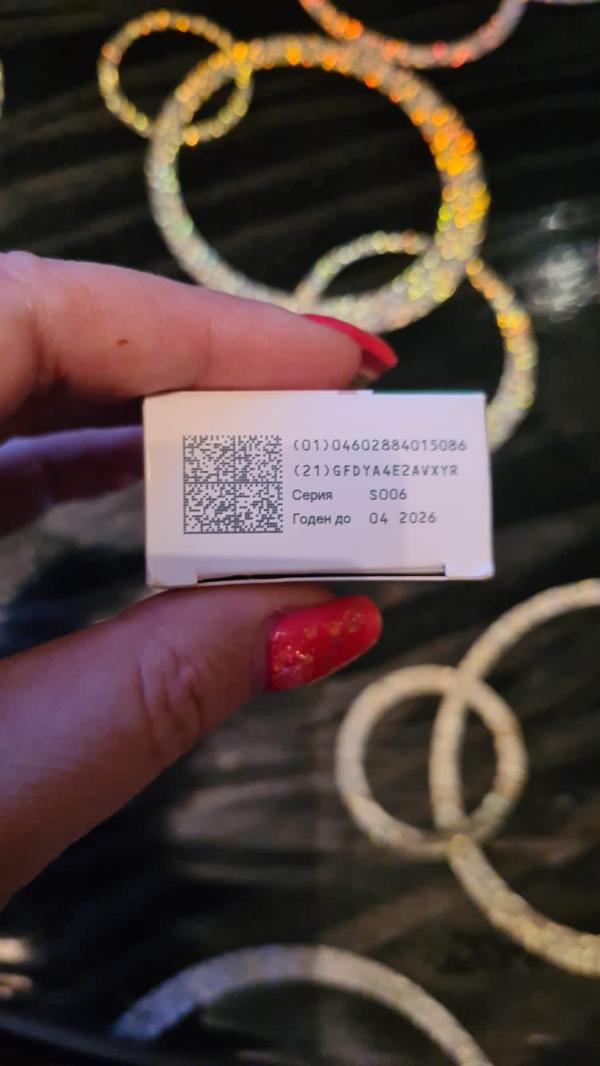 (01)04602884015086
(21)GFDYA4E2AVXYR
Серия S006
Годен до 04 2026